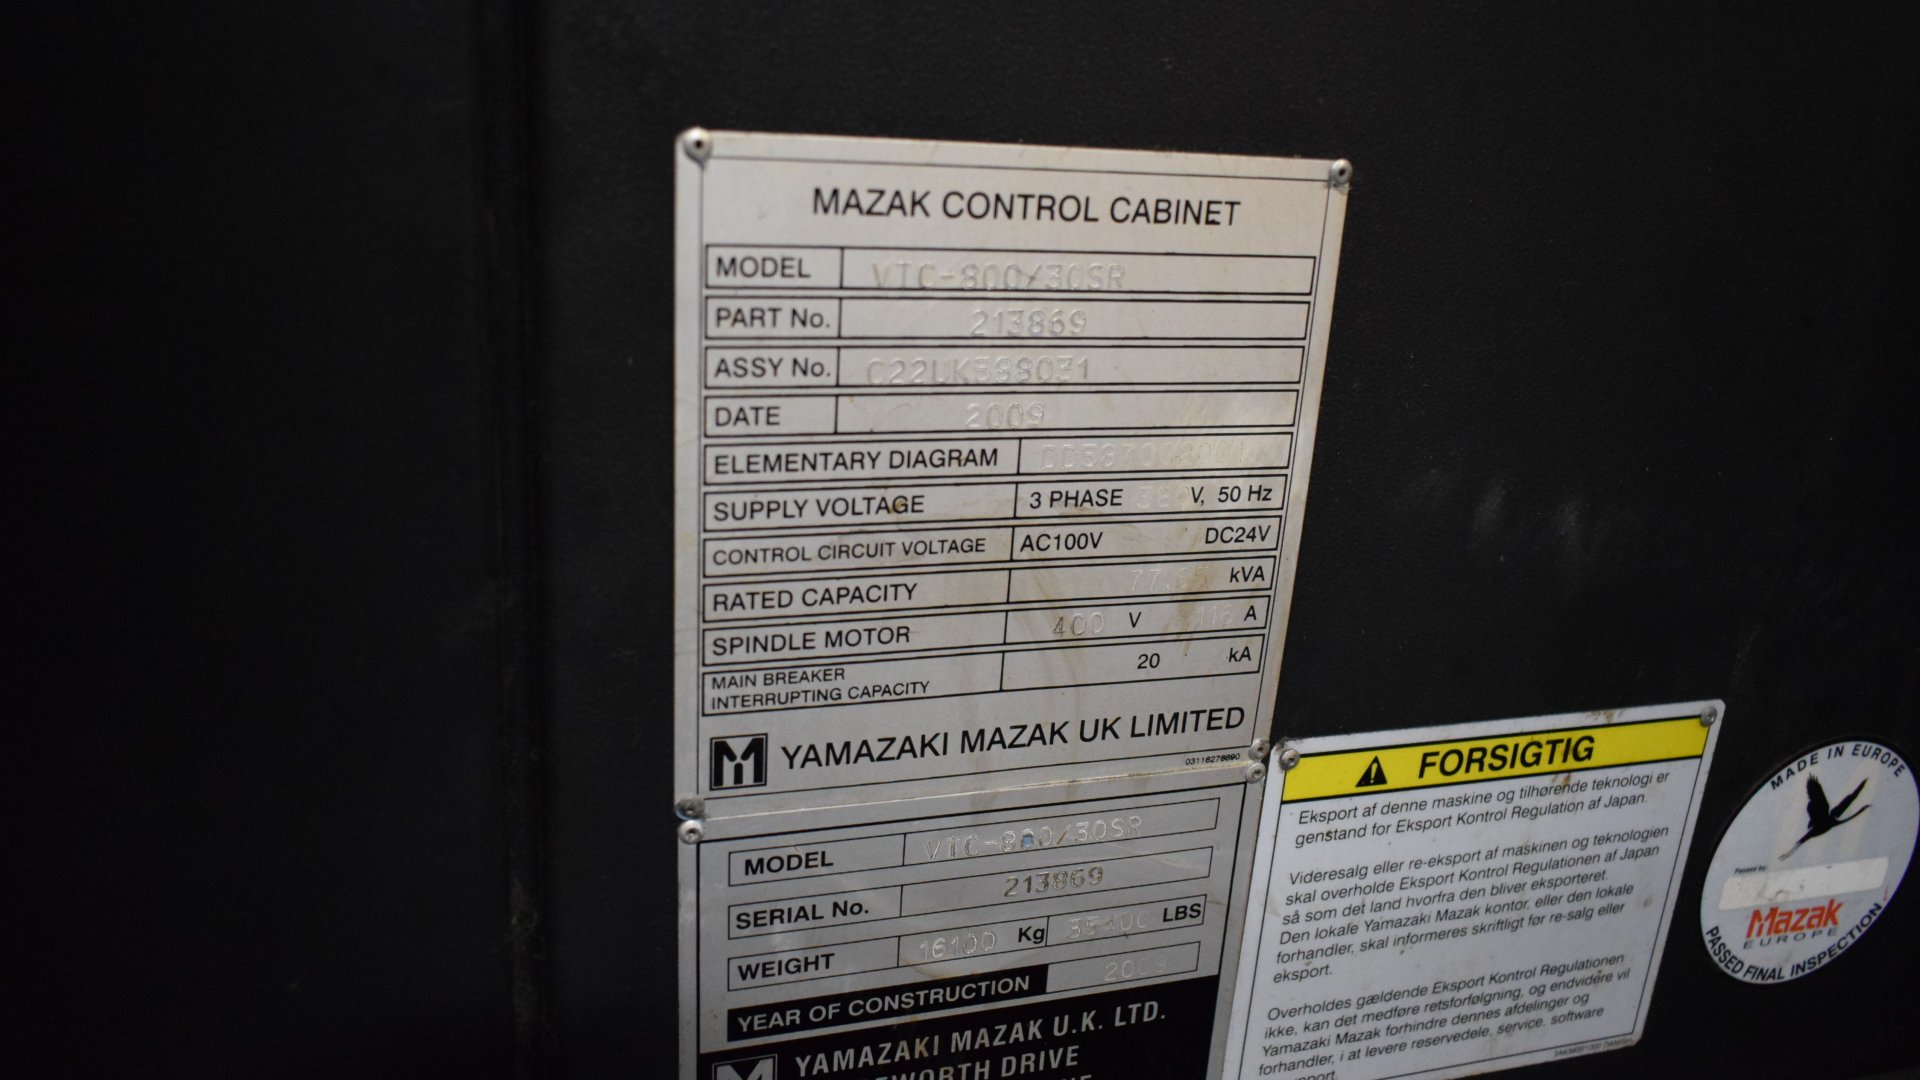 MAZAK CONTROL CABINET
MODEL VTC-800/30SR
PART No. 213869
ASSY No. C22UK588031
DATE 2009
ELEMENTARY DIAGRAM
SUPPLY VOLTAGE 3 PHASE 380 V, 50 Hz
CONTROL CIRCUIT VOLTAGE AC100V DC24V
RATED CAPACITY kVA
SPINDLE MOTOR 400 V A
MAIN BREAKER
INTERRUPTING CAPACITY 20 kA
YAMAZAKI MAZAK UK LIMITED
03116276690
MODEL VTC-800/30SR
SERIAL No. 213869
WEIGHT 16100 Kg LBS
YEAR OF CONSTRUCTION 2009
YAMAZAKI MAZAK U.K. LTD.
DRIVE
FORSIGTIG
Eksport af denne maskine og tilhørende teknologi er
genstand for Eksport Kontrol Regulation af Japan.
Videresalg eller re-eksport af maskinen og teknologien
skal overholde Eksport Kontrol Regulationen af Japan
så som det land hvorfra den bliver eksporteret.
Den lokale Yamazaki Mazak kontor, eller den lokale
forhandler, skal informeres skriftligt før re-salg eller
eksport.
Overholdes gældende Eksport Kontrol Regulationen
ikke, kan det medføre retsforfølgning, og endvidere vil
Yamazaki Mazak forhindre dennes afdelinger og
forhandler, i at levere reservedele, service, software
MADE IN EUROPE
Passed by
Mazak
EUROPE
PASSED FINAL INSPECTION